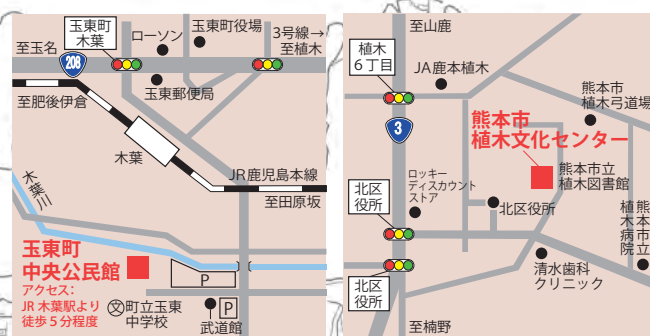 玉東町
木葉
ローソン
玉東町役場
3号線→
至植木
至玉名
208
玉東郵便局
至肥後伊倉
木葉
JR鹿児島本線
至田原坂
木葉川
玉東町
中央公民館
アクセス：
JR 木葉駅より
徒歩５分程度
P
文
町立玉東
中学校
武道館
P
至山鹿
植木
６丁目
JA鹿本植木
熊本市
植木弓道場
3
熊本市
植木文化センター
熊本市立
植木図書館
ロッキー
ディスカウント
ストア
北区
役所
北区役所
熊本市立
植木病院
清水歯科
クリニック
北区
役所
至楠野